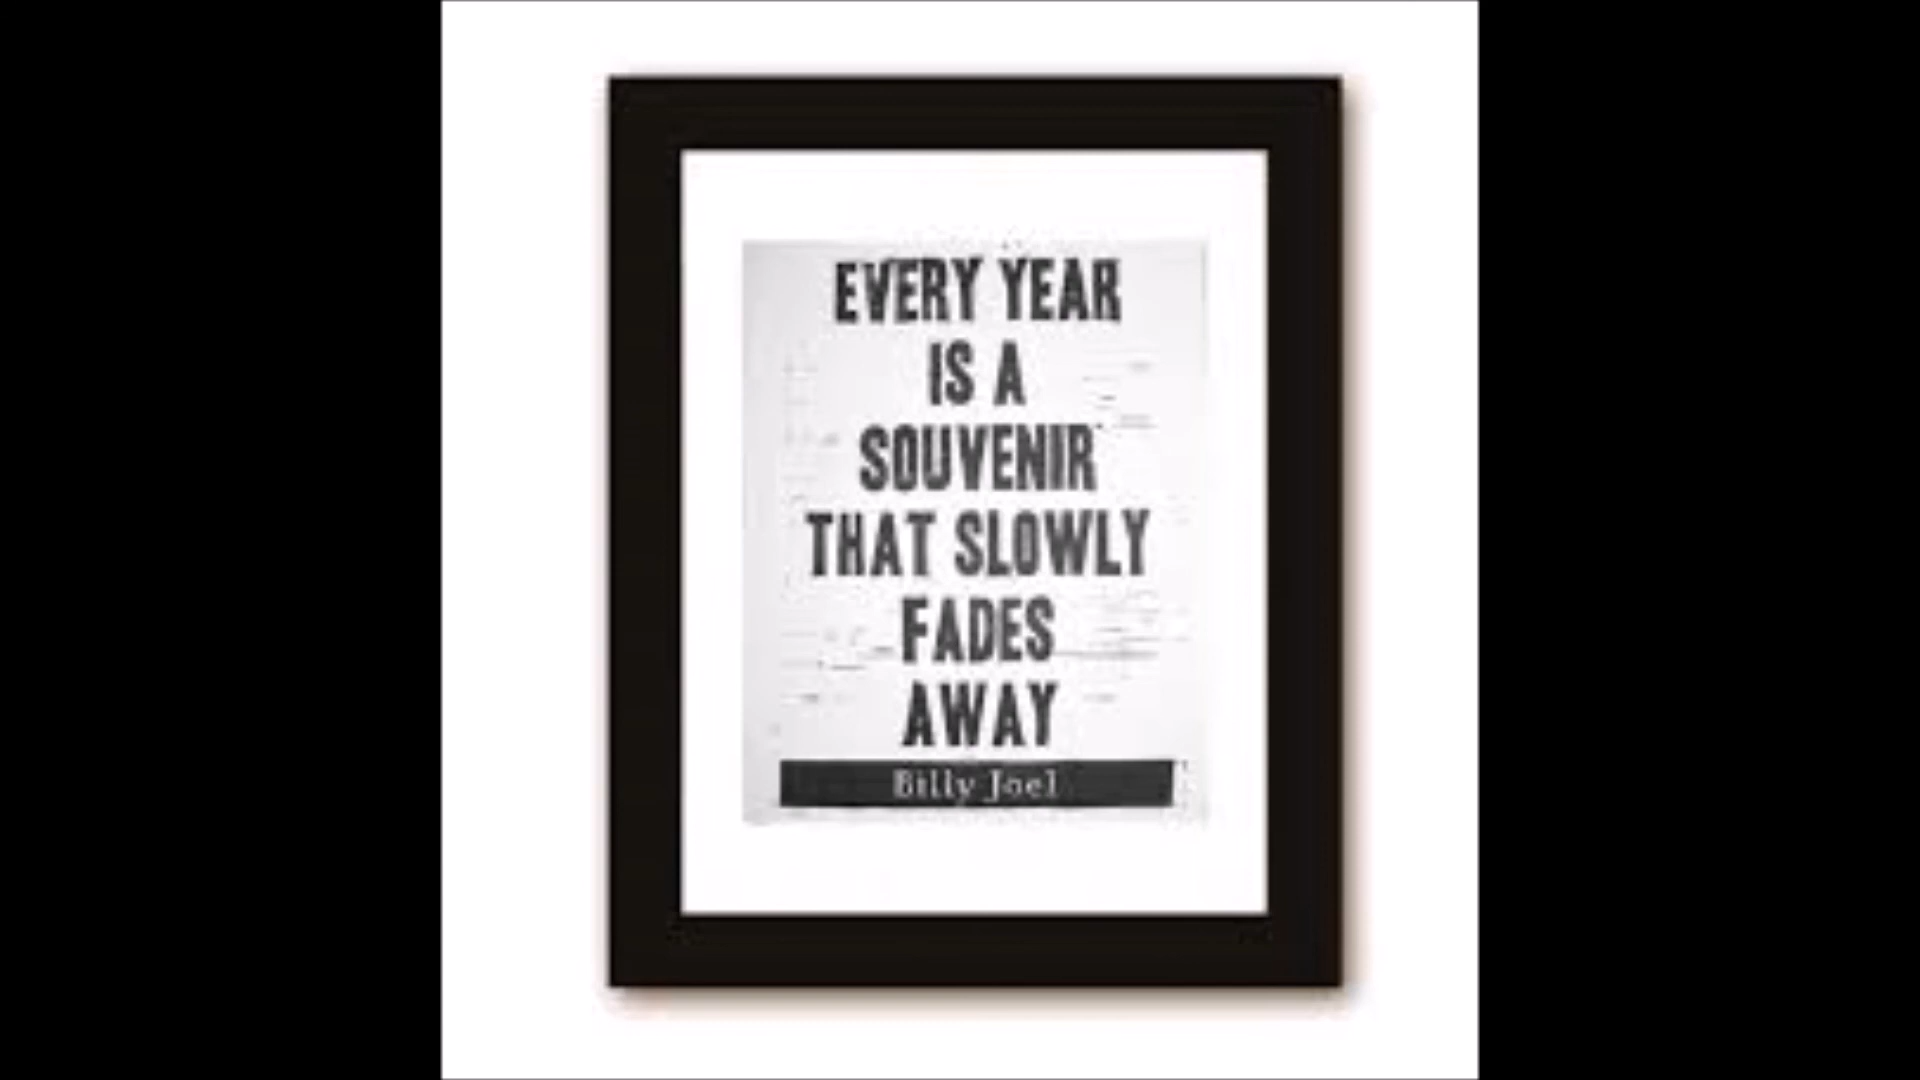 EVERY YEAR
IS A
SOUVENIR
THAT SLOWLY
FADES
AWAY
Billy Joel